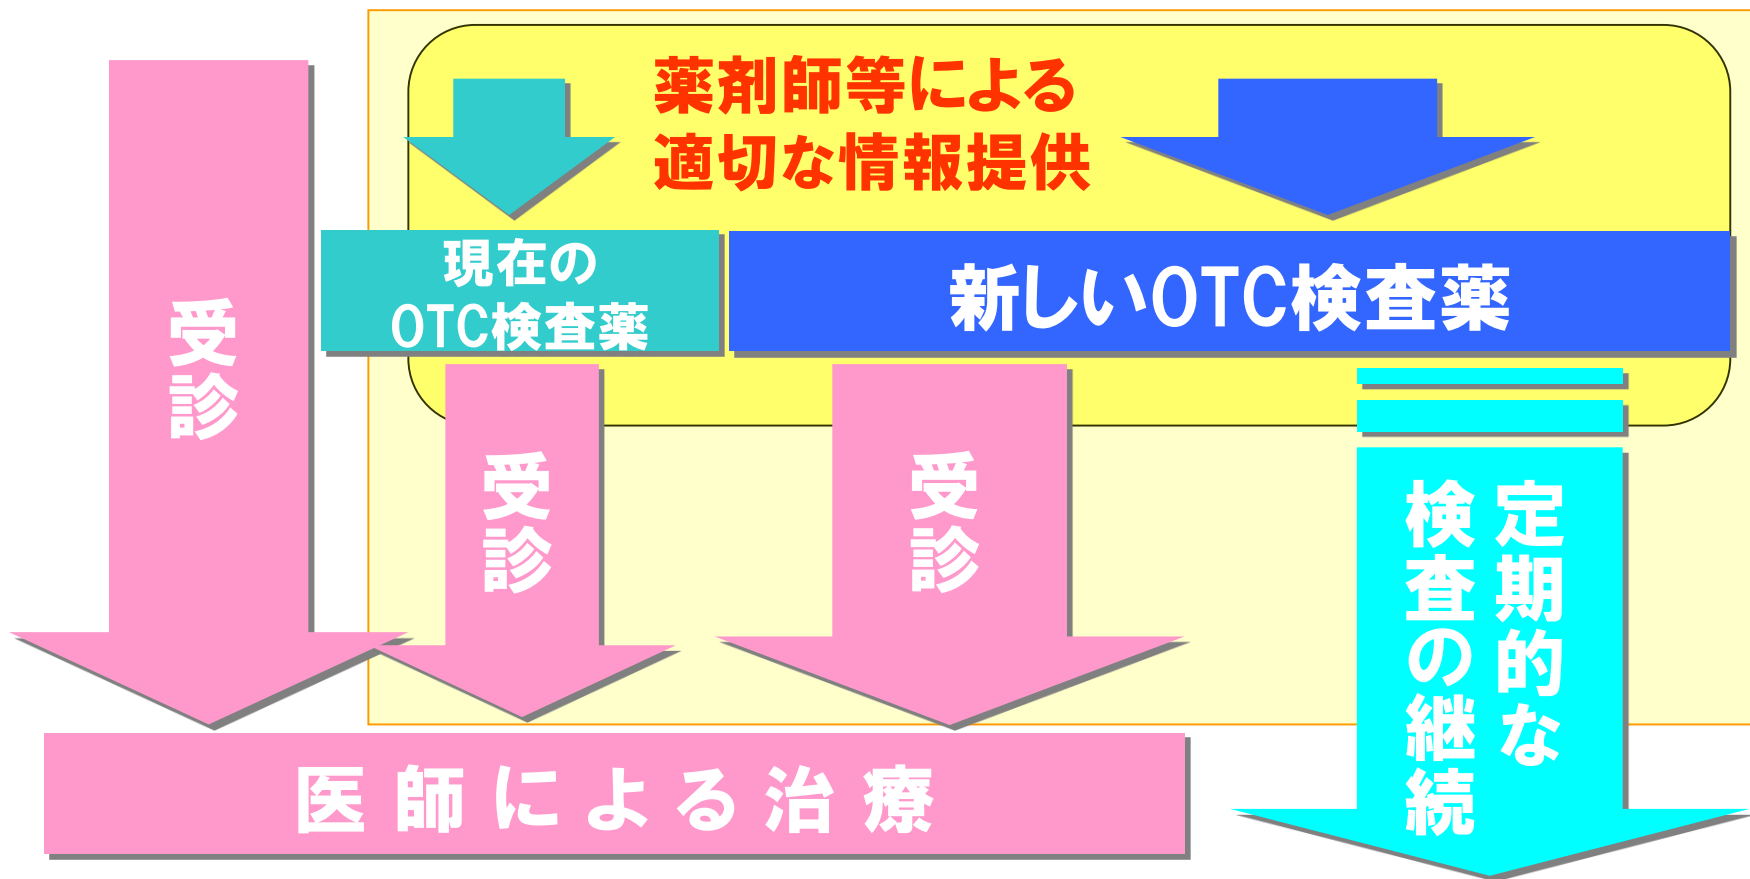 薬剤師等による
適切な情報提供
現在の
OTC検査薬
新しいOTC検査薬
受診
受診
受診
定期的な
検査の継続
医師による治療